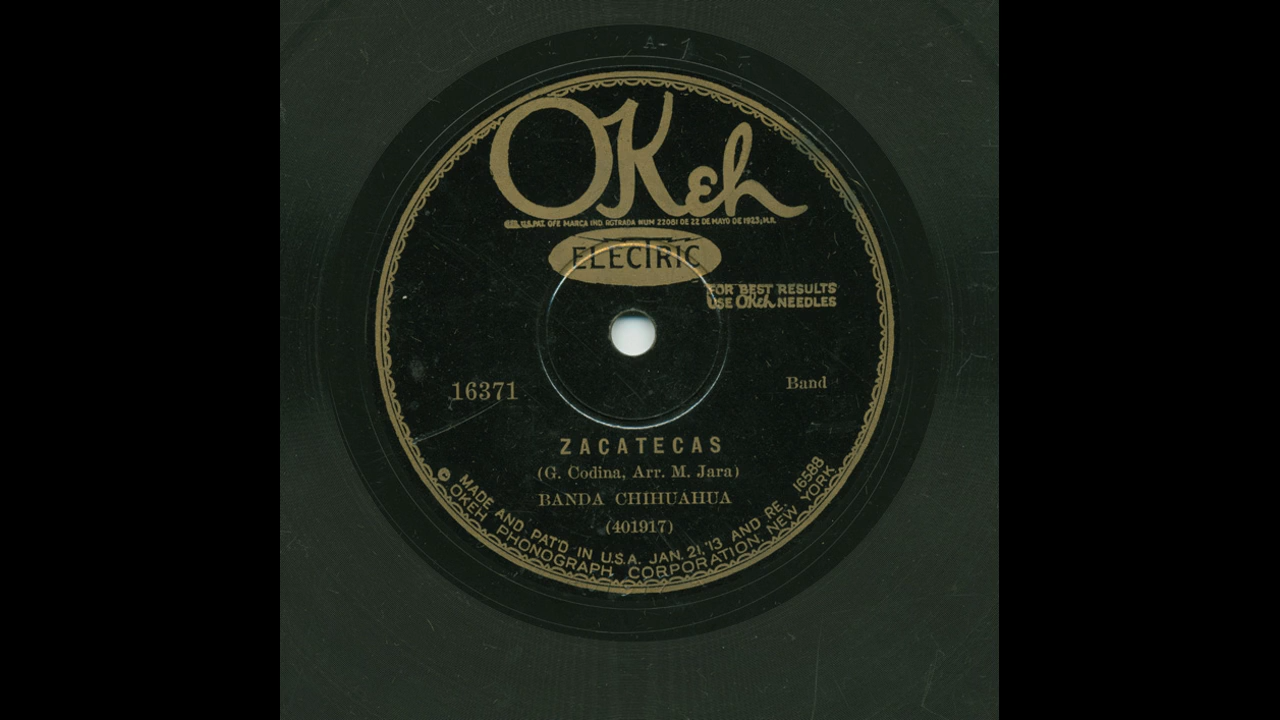 A-1
OKeh
U.S. PAT. OFF. MARCA IND. RGTRADA NUM 22081 DE 22 DE MAYO DE 1923,
ELECTRIC
FOR BEST RESULTS
USE OKeh NEEDLES
16371
Band
ZACATECAS
(G. Codina, Arr. M. Jara)
BANDA CHIHUAHUA
(401917)
MADE AND PAT'D IN U.S.A. JAN. 21, '13 AND RE. 16588
OKEH PHONOGRAPH CORPORATION, NEW YORK